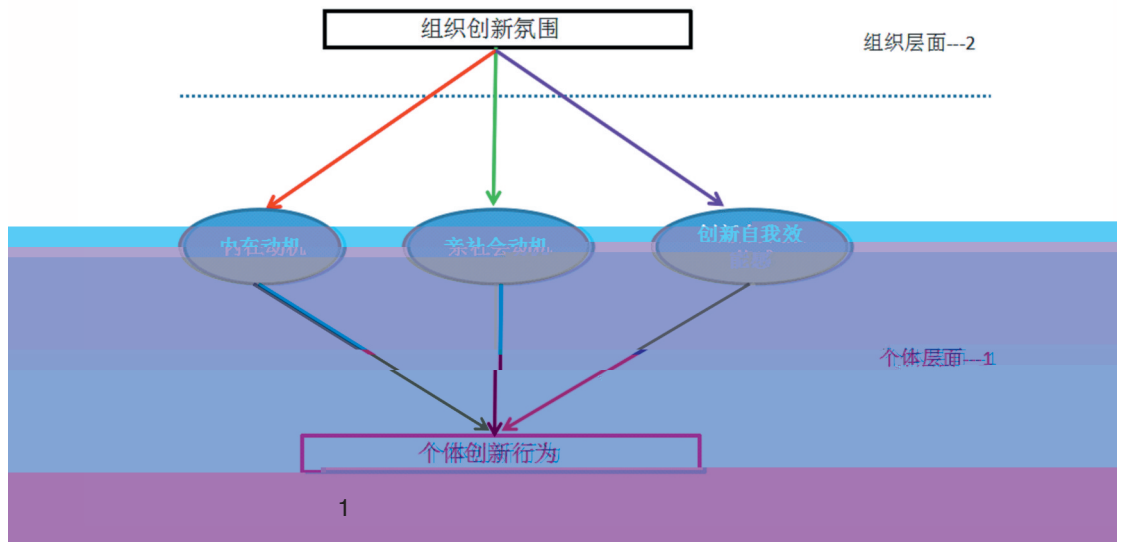 组织创新氛围
组织层面---2
内在动机
亲社会动机
创新自我效
个体层面---1
个体创新行为
1